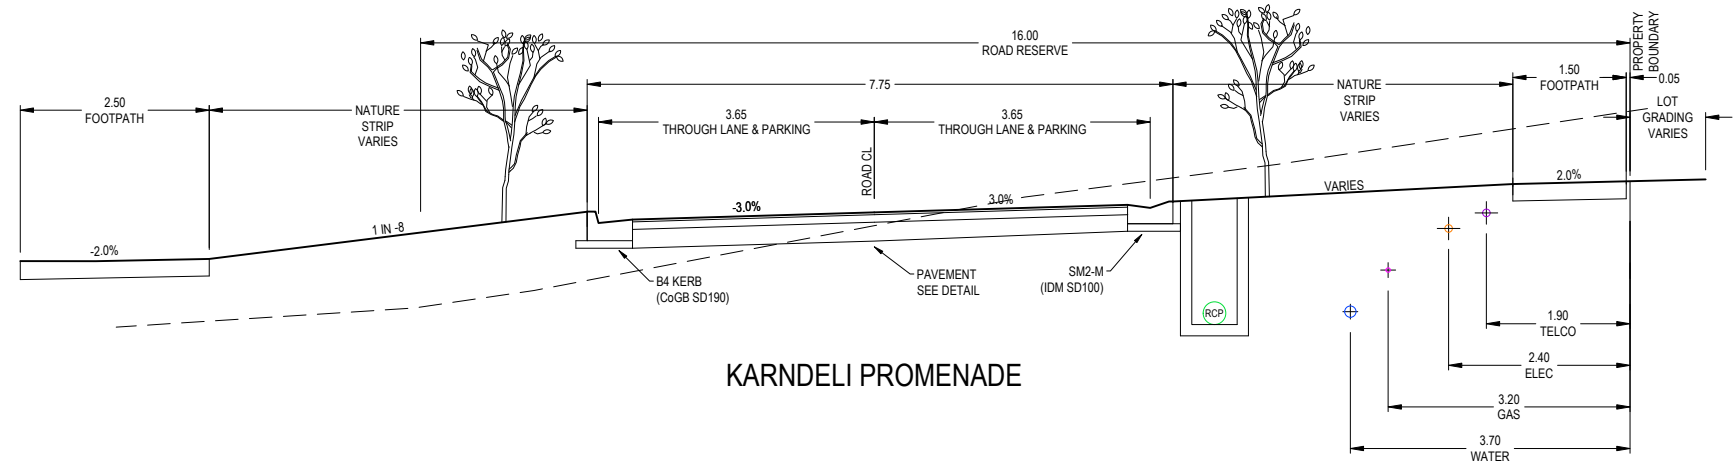 16.00
ROAD RESERVE
PROPERTY
BOUNDARY
7.75
1.50
FOOTPATH
0.05
2.50
FOOTPATH
NATURE
STRIP
VARIES
3.65
THROUGH LANE & PARKING
3.65
THROUGH LANE & PARKING
NATURE
STRIP
VARIES
LOT
GRADING
VARIES
ROAD CL
-2.0%
1 IN -8
-3.0%
3.0%
VARIES
2.0%
B4 KERB
(CoGB SD190)
PAVEMENT
SEE DETAIL
SM2-M
(IDM SD100)
RCP
1.90
TELCO
2.40
ELEC
3.20
GAS
3.70
WATER
KARNDELI PROMENADE